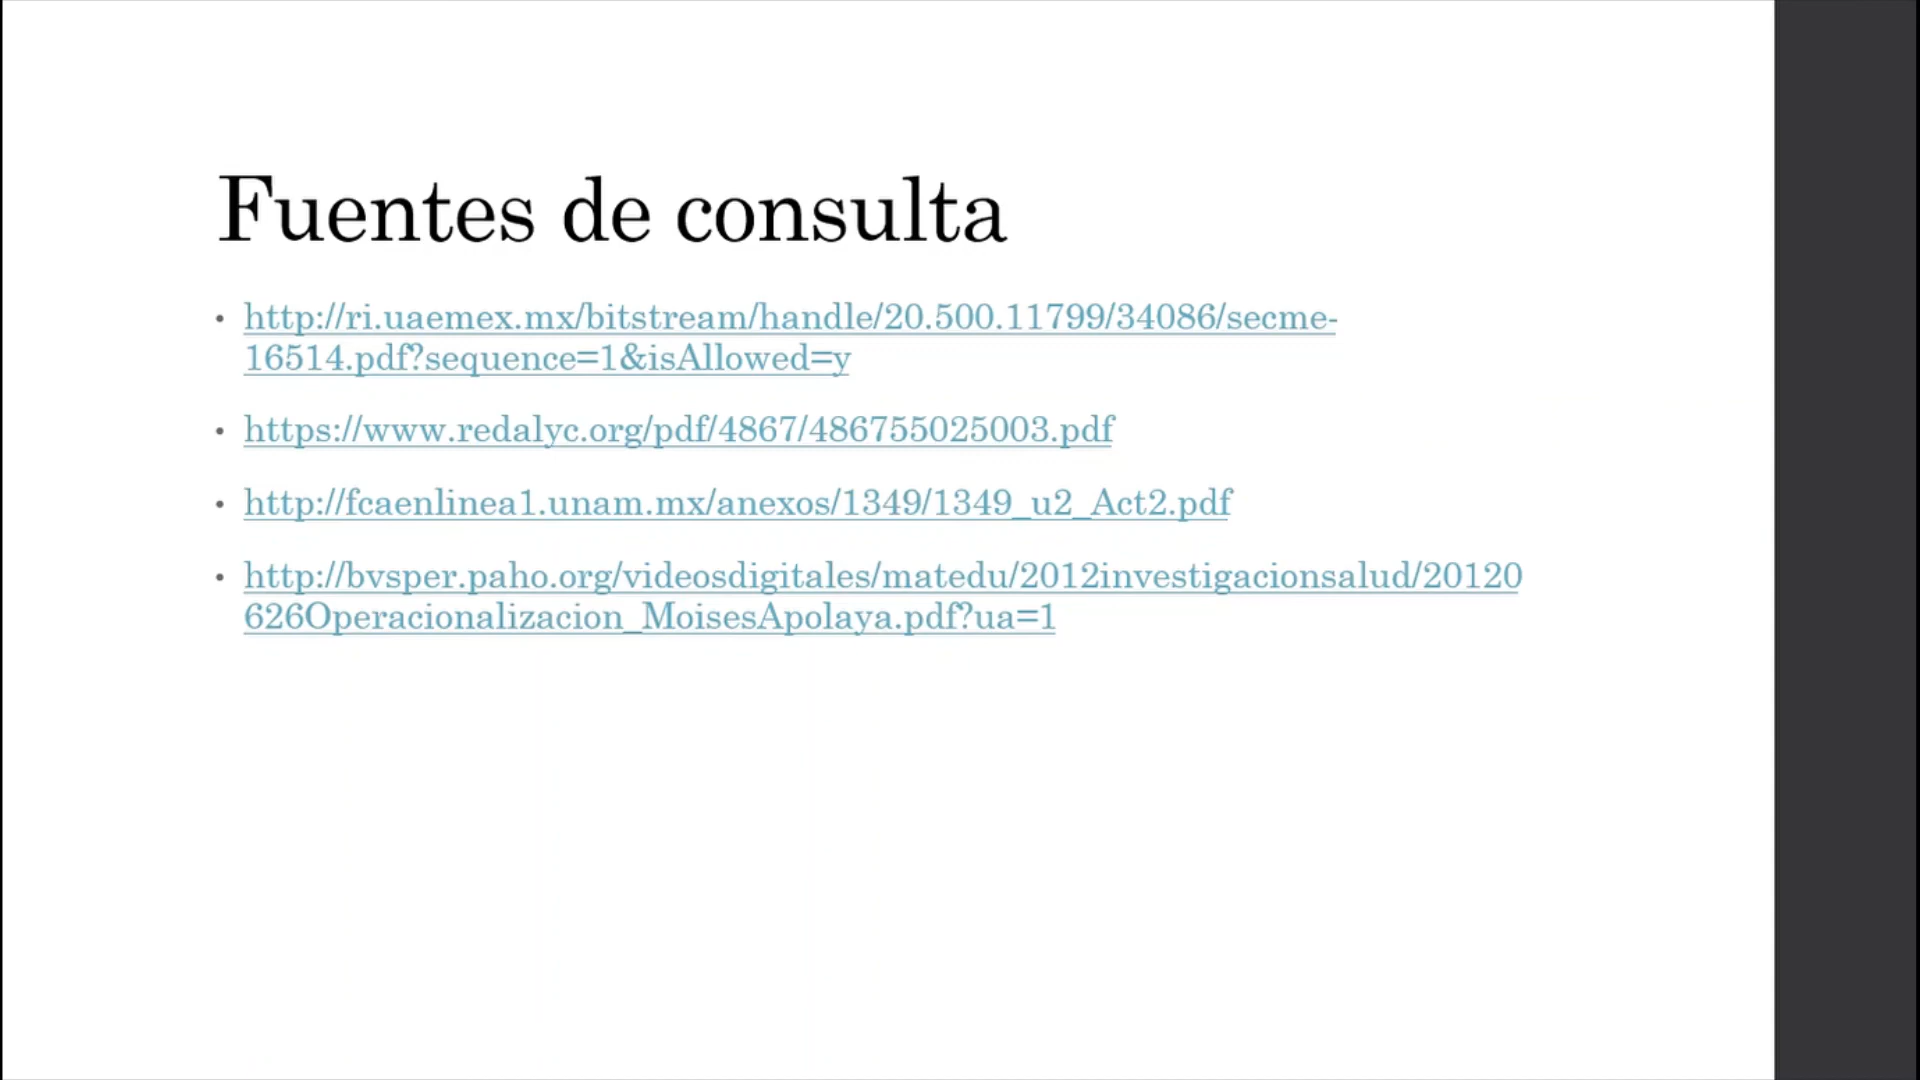 Fuentes de consulta
• http://ri.uaemex.mx/bitstream/handle/20.500.11799/34086/secme-
16514.pdf?sequence=1&isAllowed=y
• https://www.redalyc.org/pdf/4867/486755025003.pdf
• http://fcaenlinea1.unam.mx/anexos/1349/1349_u2_Act2.pdf
• http://bvsper.paho.org/videosdigitales/matedu/2012investigacionsalud/20120
626Operacionalizacion_MoisesApolaya.pdf?ua=1